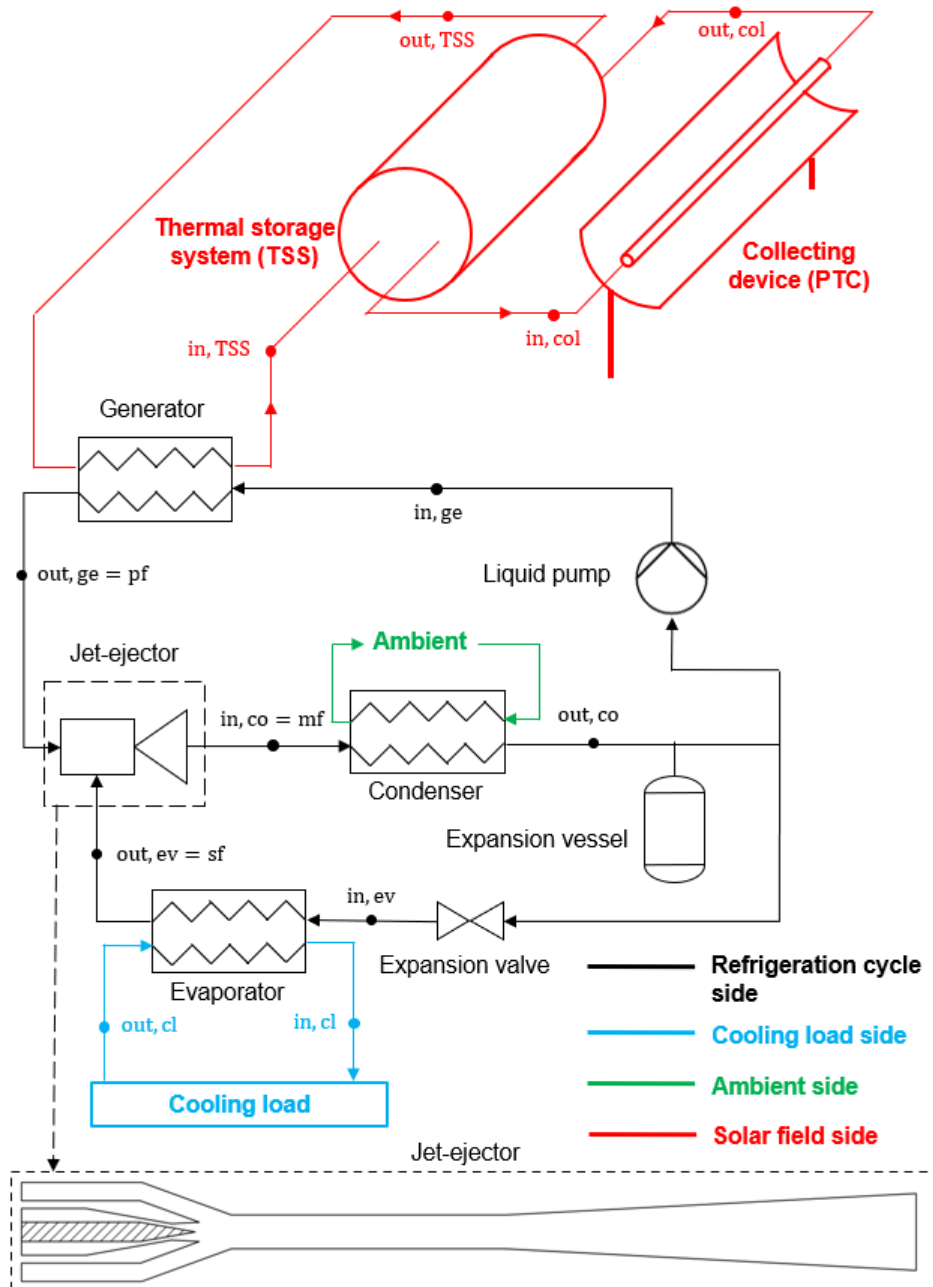 out, TSS
out, col
Thermal storage
system (TSS)
Collecting
device (PTC)
in, TSS
in, col
Generator
in, ge
out, ge = pf
Liquid pump
Jet-ejector
Ambient
in, co = mf
out, co
Condenser
Expansion vessel
out, ev = sf
in, ev
Expansion valve
Evaporator
out, cl
in, cl
Cooling load
Refrigeration cycle
side
Cooling load side
Ambient side
Solar field side
Jet-ejector